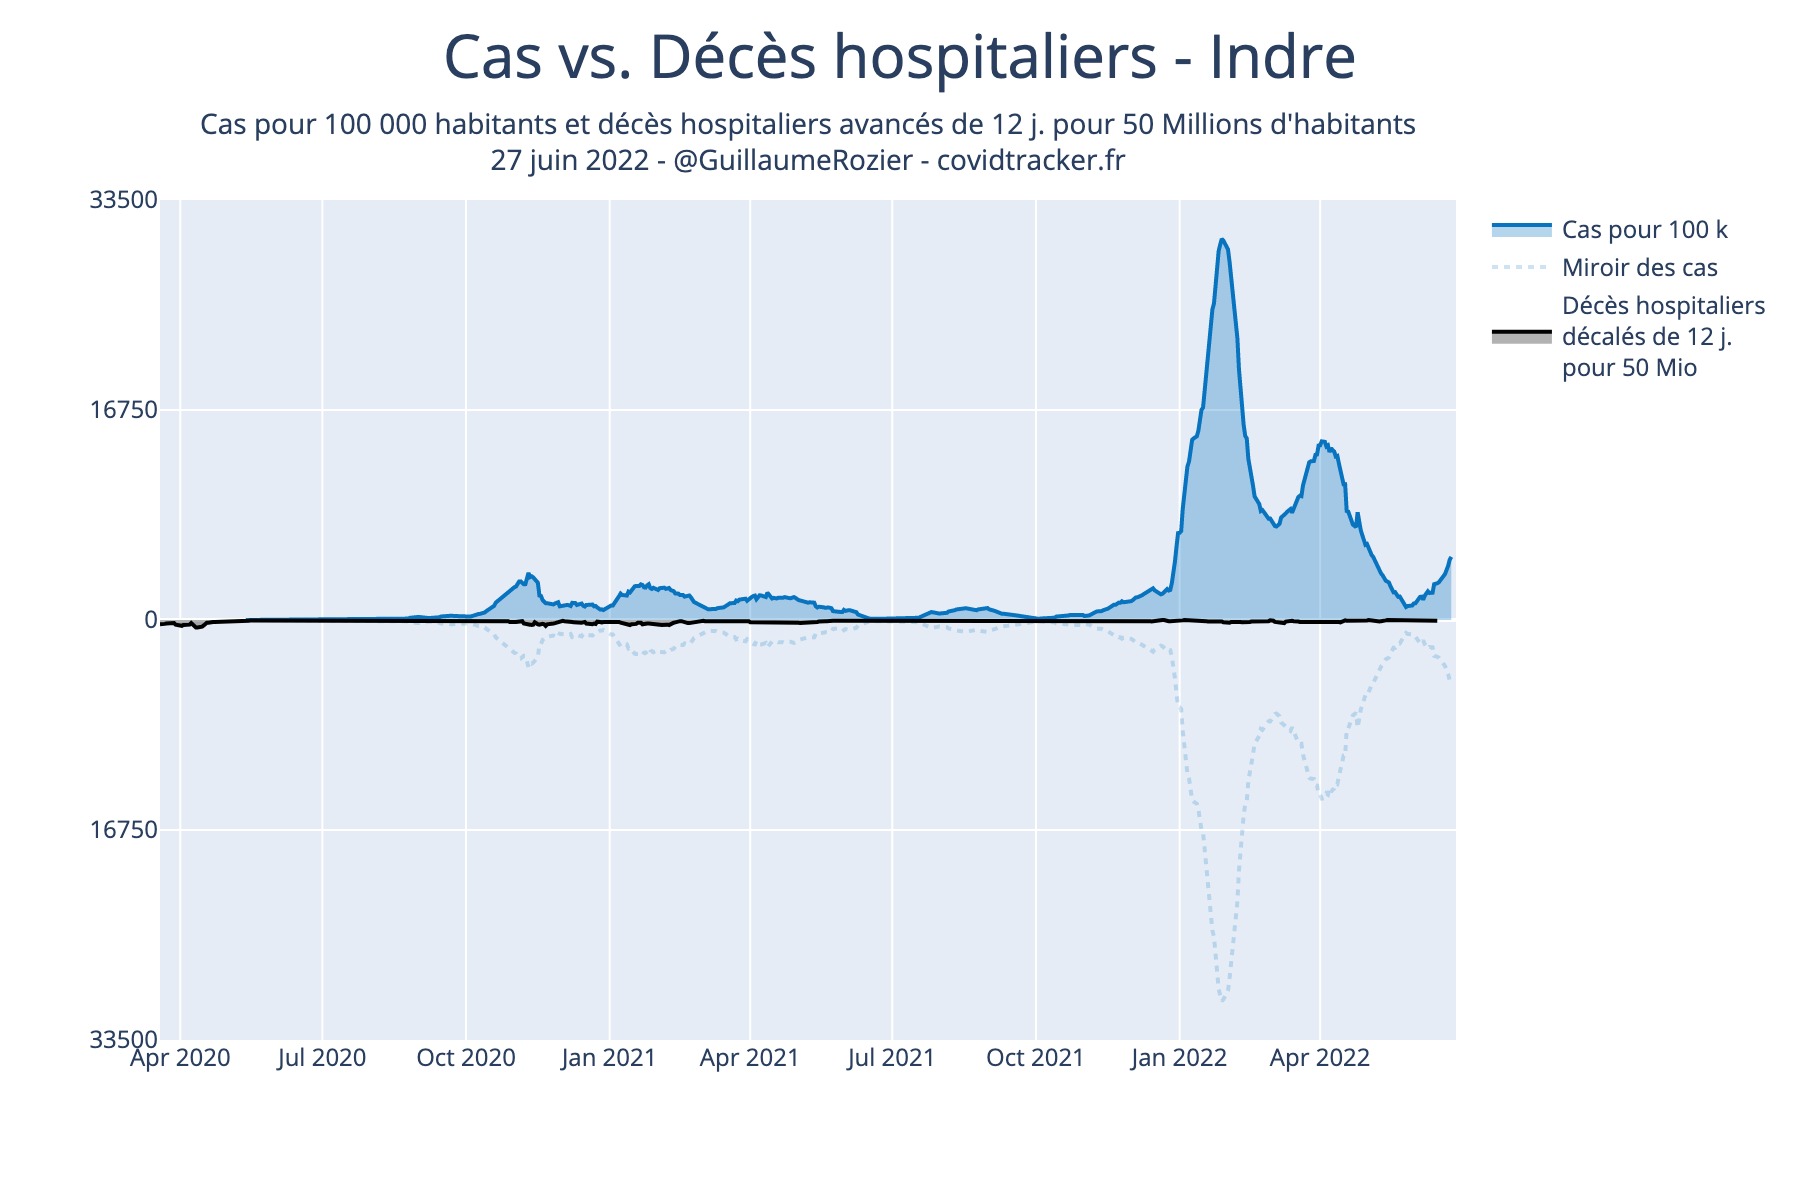 Cas vs. Décès hospitaliers - Indre
Cas pour 100 000 habitants et décès hospitaliers avancés de 12 j. pour 50 Millions d'habitants
27 juin 2022 - @GuillaumeRozier - covidtracker.fr
33500
16750
0
16750
33500
Apr 2020
Jul 2020
Oct 2020
Jan 2021
Apr 2021
Jul 2021
Oct 2021
Jan 2022
Apr 2022
Cas pour 100 k
Miroir des cas
Décès hospitaliers
décalés de 12 j.
pour 50 Mio